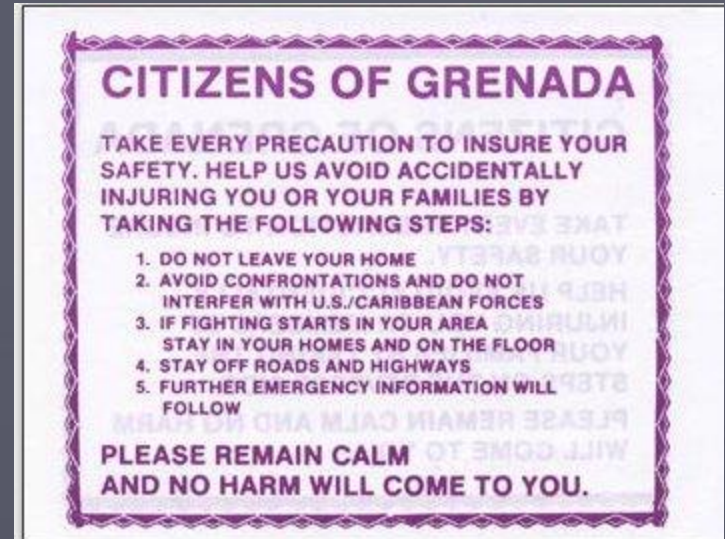 CITIZENS OF GRENADA
TAKE EVERY PRECAUTION TO INSURE YOUR
SAFETY. HELP US AVOID ACCIDENTALLY
INJURING YOU OR YOUR FAMILIES BY
TAKING THE FOLLOWING STEPS:
1. DO NOT LEAVE YOUR HOME
2. AVOID CONFRONTATIONS AND DO NOT
INTERFER WITH U.S./CARIBBEAN FORCES
3. IF FIGHTING STARTS IN YOUR AREA
STAY IN YOUR HOMES AND ON THE FLOOR
4. STAY OFF ROADS AND HIGHWAYS
5. FURTHER EMERGENCY INFORMATION WILL
FOLLOW
PLEASE REMAIN CALM
AND NO HARM WILL COME TO YOU.